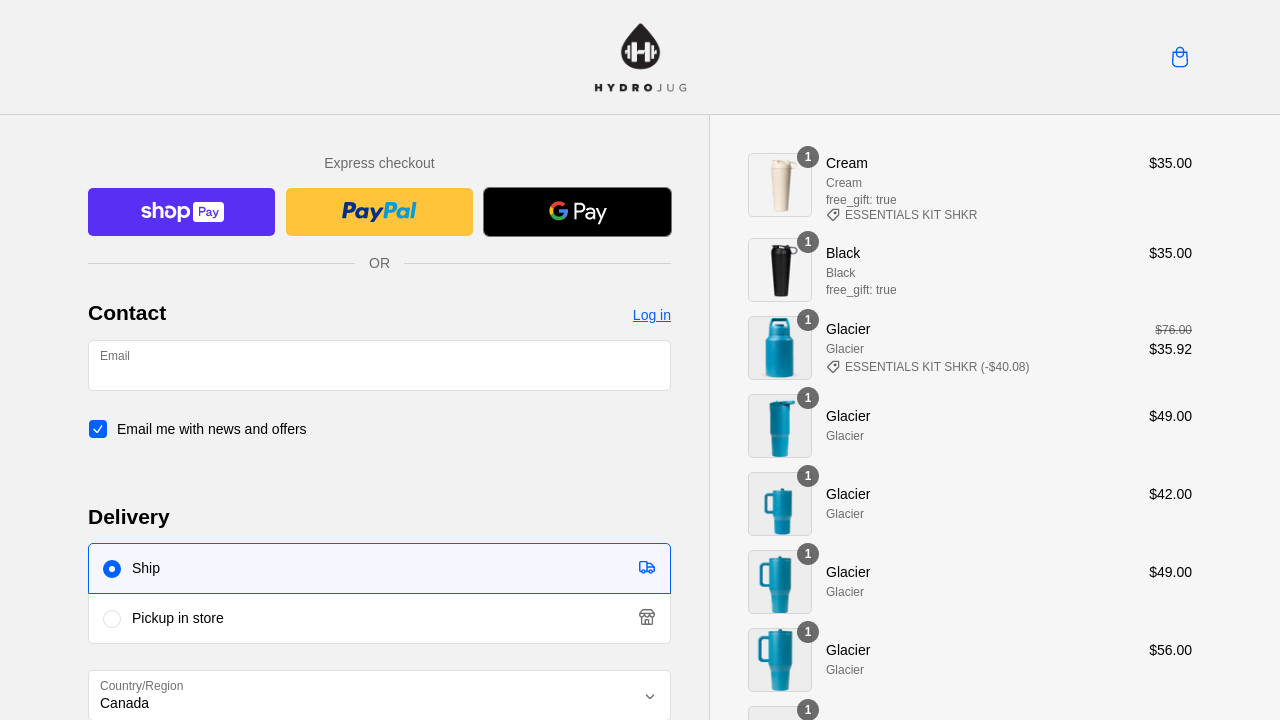 HYDROJUG
Express checkout
shop Pay
PayPal
G Pay
OR
Contact
Log in
Email
Email me with news and offers
Delivery
Ship
Pickup in store
Country/Region
Canada
1
Cream
$35.00
Cream
free_gift: true
ESSENTIALS KIT SHKR
1
Black
$35.00
Black
free_gift: true
1
Glacier
$76.00
Glacier
$35.92
ESSENTIALS KIT SHKR (-$40.08)
1
Glacier
$49.00
Glacier
1
Glacier
$42.00
Glacier
1
Glacier
$49.00
Glacier
1
Glacier
$56.00
Glacier
1